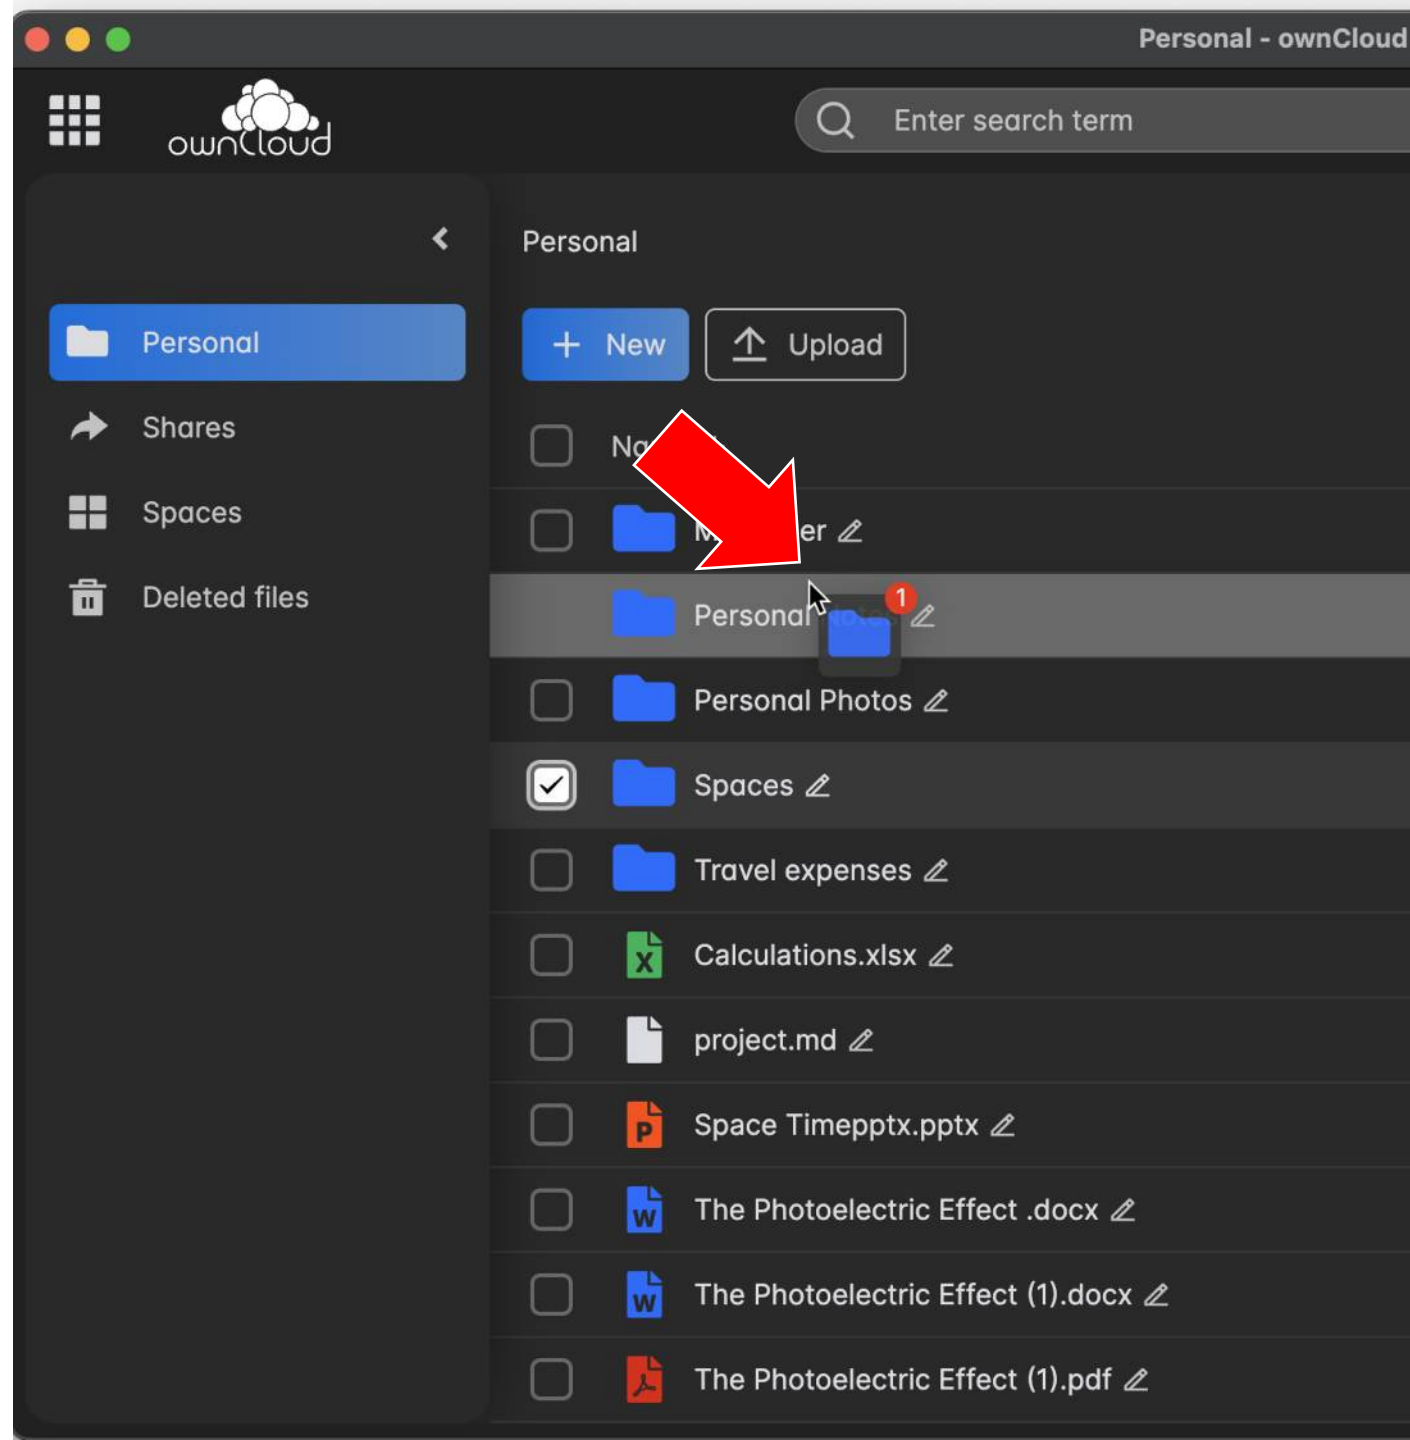 Personal - ownCloud
ownCloud
Enter search term
Personal
Personal
Shares
Spaces
Deleted files
+ New
Upload
Personal
1
Personal Photos
Spaces
Travel expenses
Calculations.xlsx
X
project.md
Space Timepptx.pptx
P
The Photoelectric Effect .docx
W
The Photoelectric Effect (1).docx
W
The Photoelectric Effect (1).pdf